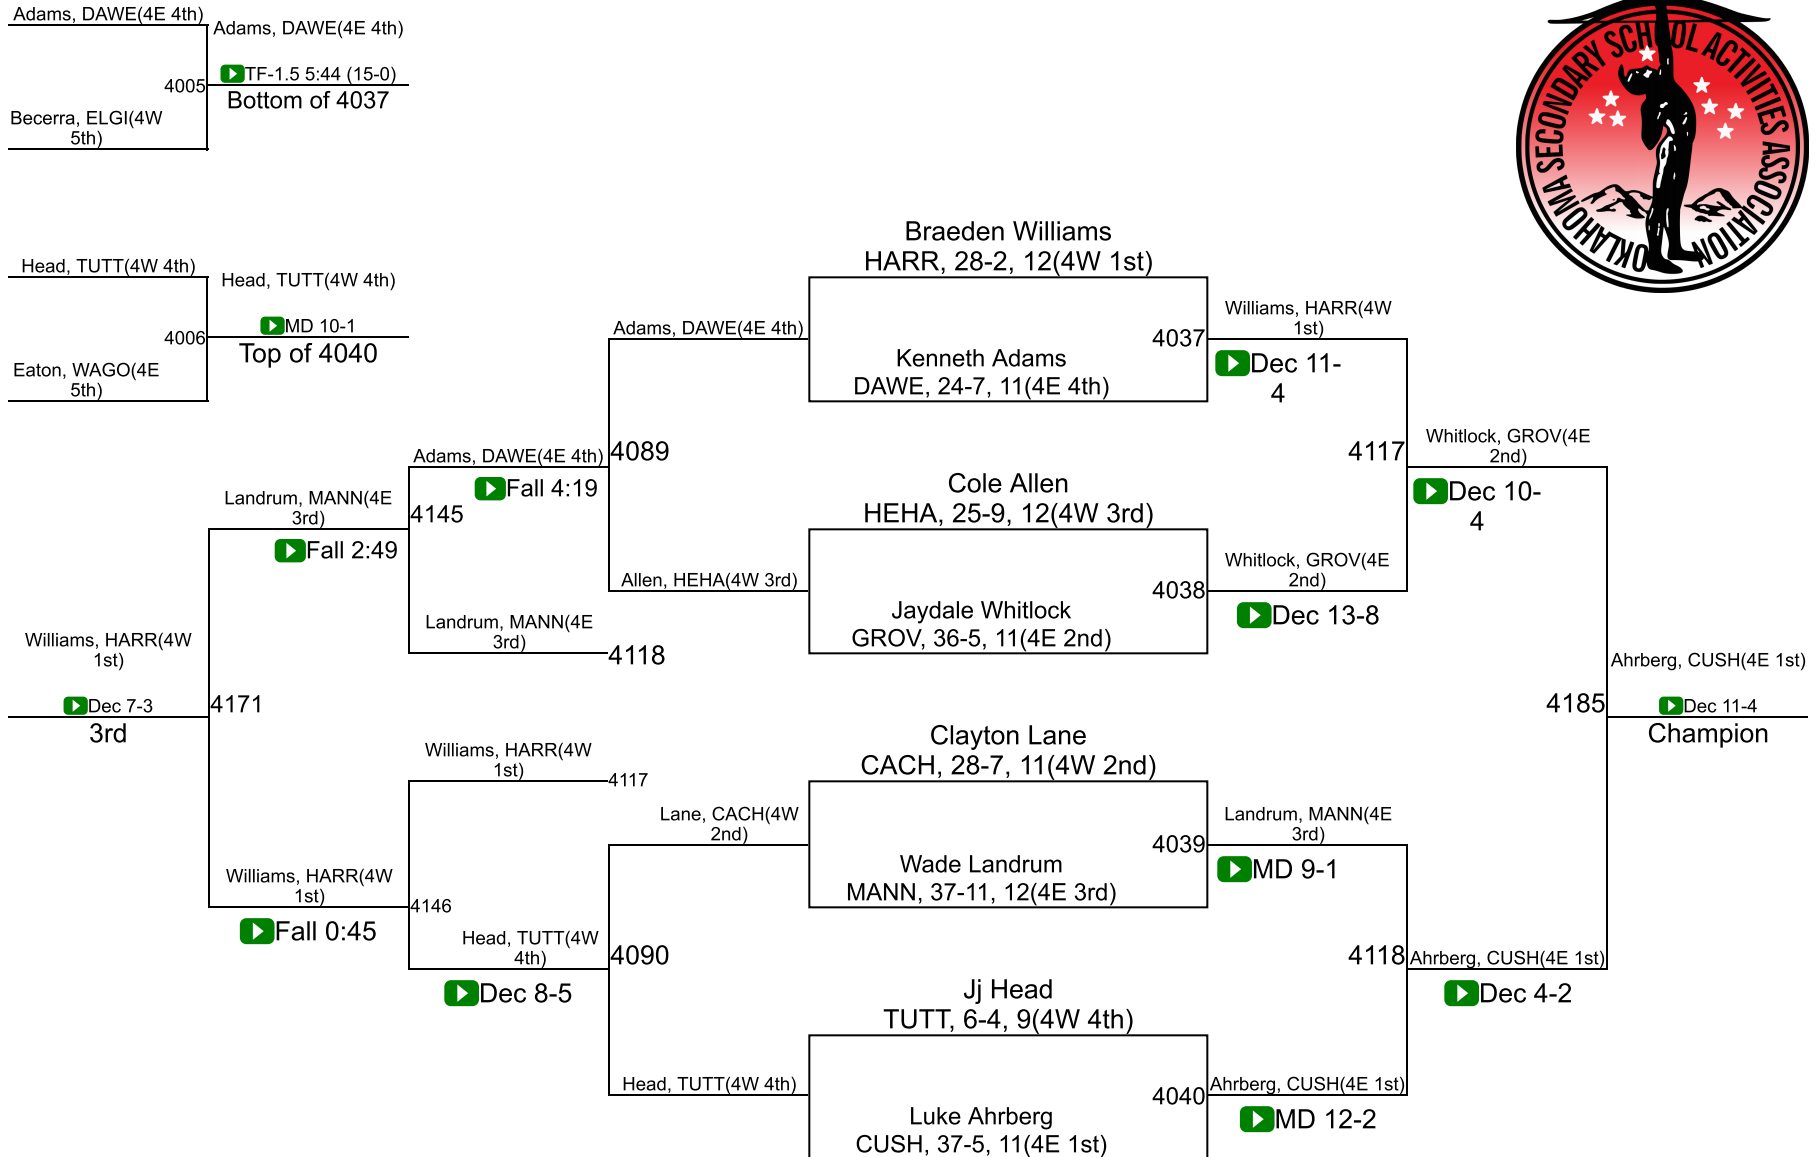 Adams, DAWE(4E 4th)
Adams, DAWE(4E 4th)
TF-1.5 5:44 (15-0)
4005
Bottom of 4037
Becerra, ELGI(4W
5th)
OKLAHOMA SECONDARY SCHOOL ACTIVITIES ASSOCIATION
Head, TUTT(4W 4th)
Head, TUTT(4W 4th)
MD 10-1
4006
Top of 4040
Eaton, WAGO(4E
5th)
Braeden Williams
HARR, 28-2, 12(4W 1st)
Adams, DAWE(4E 4th)
4037
Kenneth Adams
DAWE, 24-7, 11(4E 4th)
Williams, HARR(4W
1st)
Dec 11-
4
Adams, DAWE(4E 4th)
4089
Fall 4:19
4117
Whitlock, GROV(4E
2nd)
Dec 10-
4
Landrum, MANN(4E
3rd)
4145
Fall 2:49
Cole Allen
HEHA, 25-9, 12(4W 3rd)
Allen, HEHA(4W 3rd)
4038
Jaydale Whitlock
GROV, 36-5, 11(4E 2nd)
Whitlock, GROV(4E
2nd)
Dec 13-8
Landrum, MANN(4E
3rd)
4118
Williams, HARR(4W
1st)
Dec 7-3
3rd
4171
4185
Ahrberg, CUSH(4E 1st)
Dec 11-4
Champion
Williams, HARR(4W
1st)
4117
Clayton Lane
CACH, 28-7, 11(4W 2nd)
Lane, CACH(4W
2nd)
4039
Wade Landrum
MANN, 37-11, 12(4E 3rd)
Landrum, MANN(4E
3rd)
MD 9-1
Williams, HARR(4W
1st)
4146
Fall 0:45
Head, TUTT(4W
4th)
4090
Dec 8-5
4118
Ahrberg, CUSH(4E 1st)
Dec 4-2
Jj Head
TUTT, 6-4, 9(4W 4th)
Head, TUTT(4W 4th)
4040
Luke Ahrberg
CUSH, 37-5, 11(4E 1st)
Ahrberg, CUSH(4E 1st)
MD 12-2